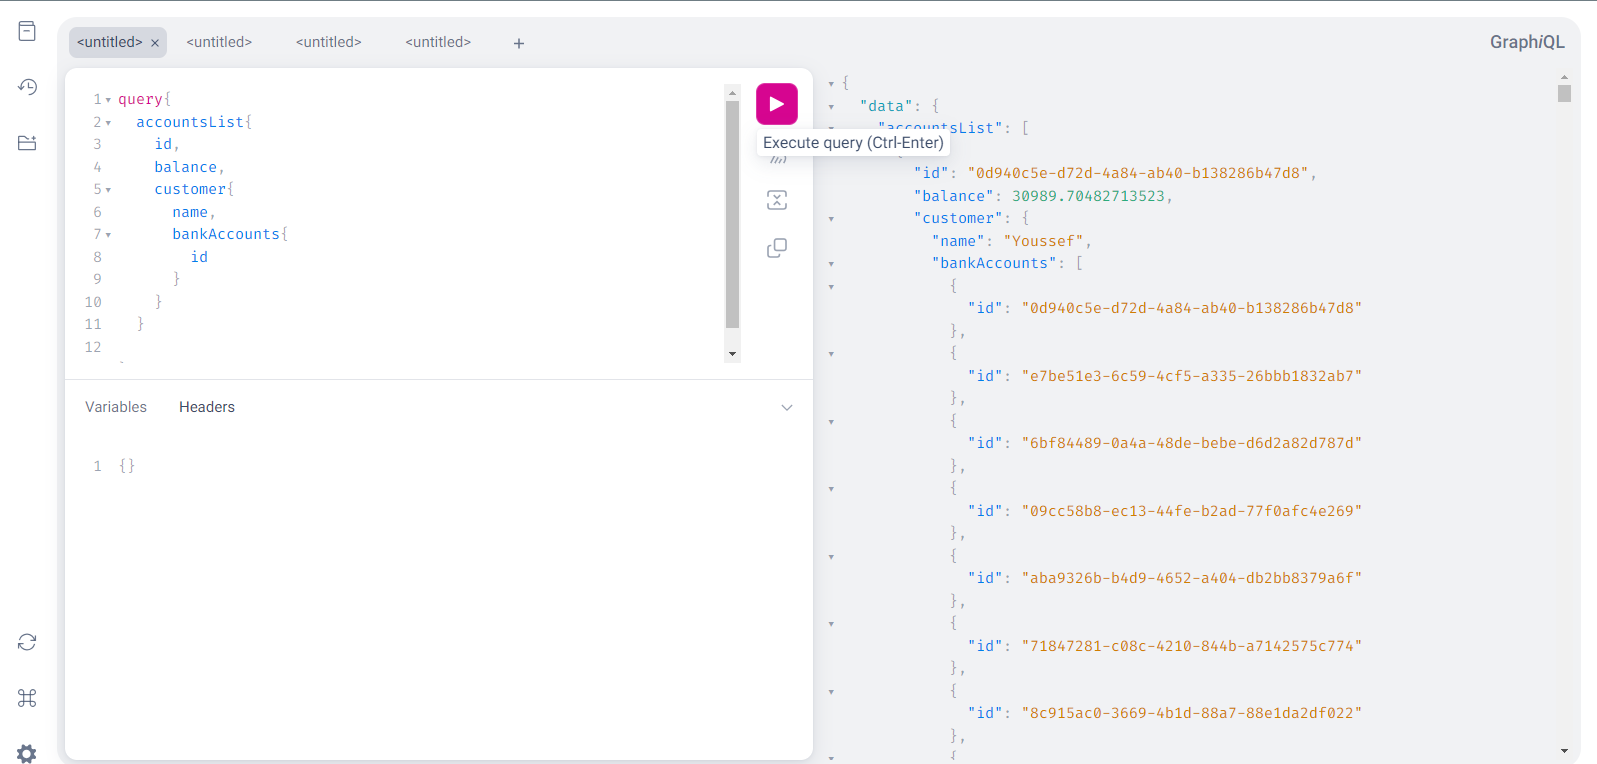 <untitled> × <untitled> <untitled> <untitled> + GraphiQL
1 query{
2 accountsList{
3 id,
4 balance,
5 customer{
6 name,
7 bankAccounts{
8 id
9 }
10 }
11 }
12
Execute query (Ctrl-Enter)
Variables Headers
1 {}
{
"data": {
"accountsList": [
"id": "0d940c5e-d72d-4a84-ab40-b138286b47d8",
"balance": 30989.70482713523,
"customer": {
"name": "Youssef",
"bankAccounts": [
{
"id": "0d940c5e-d72d-4a84-ab40-b138286b47d8"
},
{
"id": "e7be51e3-6c59-4cf5-a335-26bbb1832ab7"
},
{
"id": "6bf84489-0a4a-48de-bebe-d6d2a82d787d"
},
{
"id": "09cc58b8-ec13-44fe-b2ad-77f0afc4e269"
},
{
"id": "aba9326b-b4d9-4652-a404-db2bb8379a6f"
},
{
"id": "71847281-c08c-4210-844b-a7142575c774"
},
{
"id": "8c915ac0-3669-4b1d-88a7-88e1da2df022"
},
{